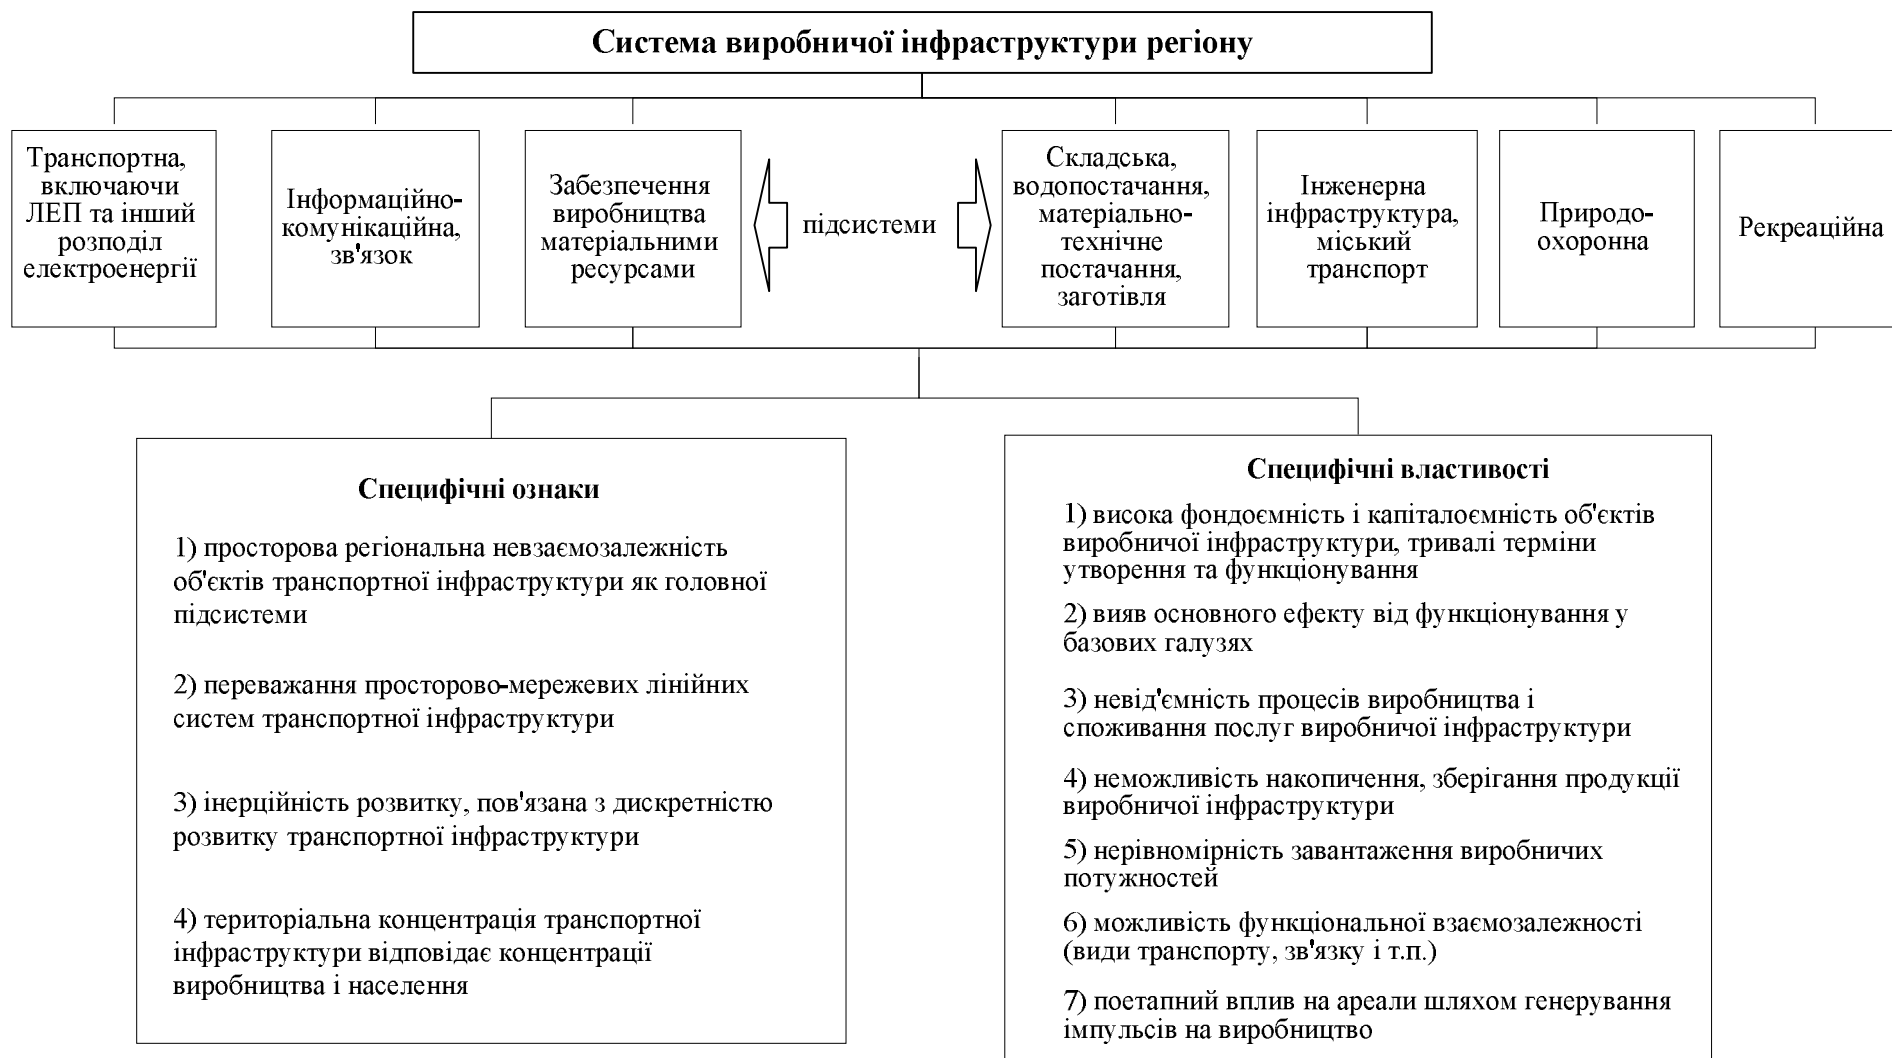 Система виробничої інфраструктури регіону
Транспортна,
включаючи
ЛЕП та інший
розподіл
електроенергії
Інформаційно-
комунікаційна,
зв'язок
Забезпечення
виробництва
матеріальними
ресурсами
підсистеми
Складська,
водопостачання,
матеріально-
технічне
постачання,
заготівля
Інженерна
інфраструктура,
міський
транспорт
Природо-
охоронна
Рекреаційна
Специфічні ознаки
1) просторова регіональна невзаємозалежність
об'єктів транспортної інфраструктури як головної
підсистеми
2) переважання просторово-мережевих лінійних
систем транспортної інфраструктури
3) інерційність розвитку, пов'язана з дискретністю
розвитку транспортної інфраструктури
4) територіальна концентрація транспортної
інфраструктури відповідає концентрації
виробництва і населення
Специфічні властивості
1) висока фондоємність і капіталоємність об'єктів
виробничої інфраструктури, тривалі терміни
утворення та функціонування
2) вияв основного ефекту від функціонування у
базових галузях
3) невід'ємність процесів виробництва і
споживання послуг виробничої інфраструктури
4) неможливість накопичення, зберігання продукції
виробничої інфраструктури
5) нерівномірність завантаження виробничих
потужностей
6) можливість функціональної взаємозалежності
(види транспорту, зв'язку і т.п.)
7) поетапний вплив на ареали шляхом генерування
імпульсів на виробництво